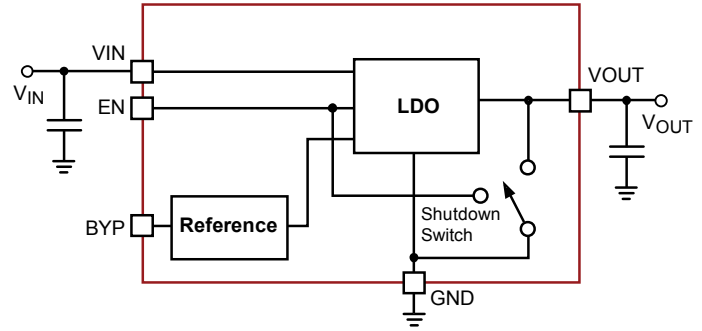 VIN
VIN
EN
LDO
VOUT
VOUT
Shutdown
Switch
BYP
Reference
GND